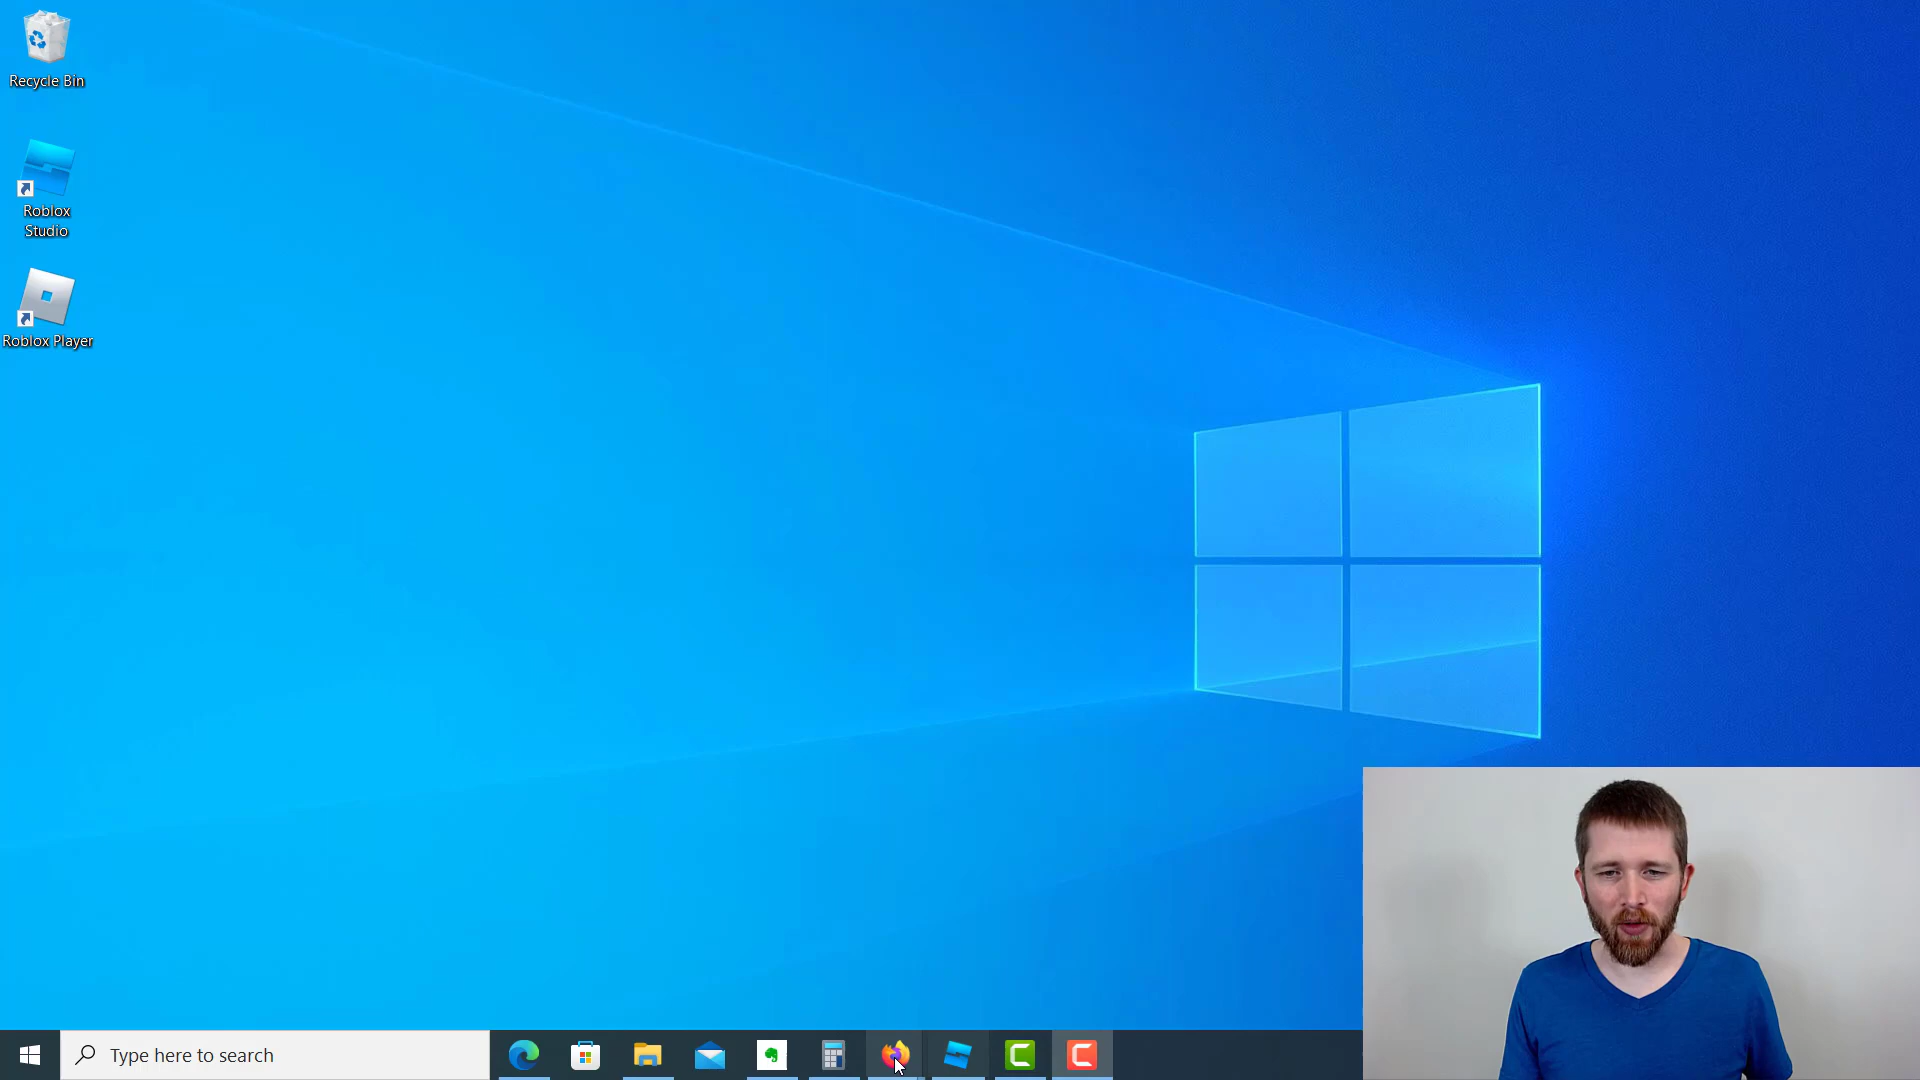 Recycle Bin
Roblox
Studio
Roblox Player
Type here to search